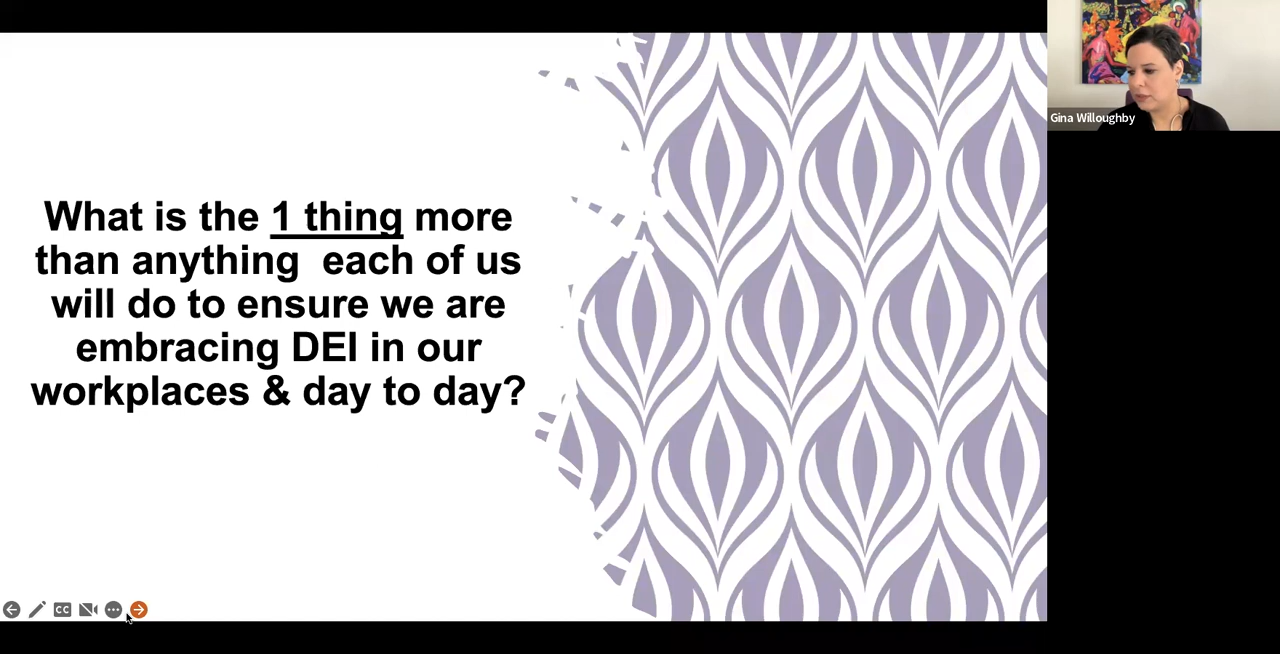 What is the 1 thing more
than anything  each of us
will do to ensure we are
embracing DEI in our
workplaces & day to day?
Gina Willoughby
CC